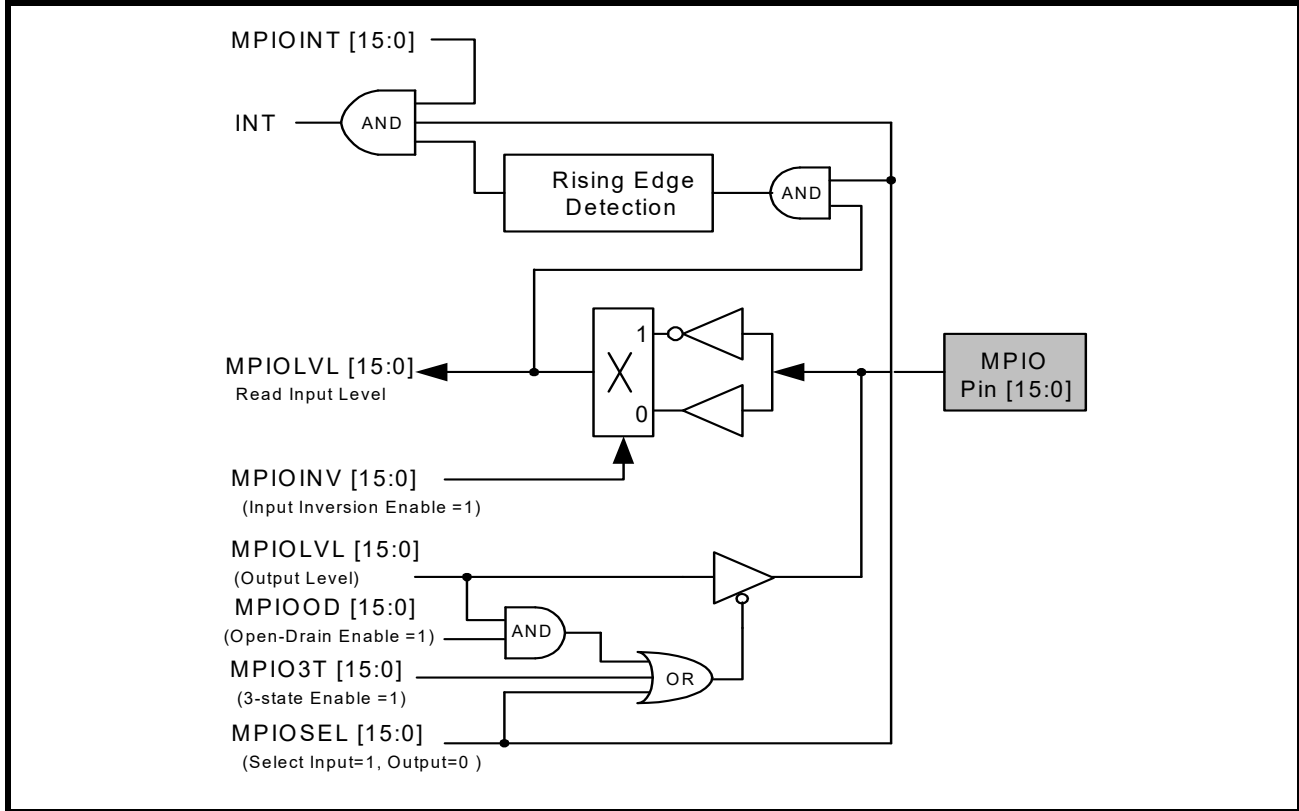 MPIOINT [15:0]
INT
AND
Rising Edge
Detection
AND
MPIOLVL [15:0]
Read Input Level
1
0
MPIO
Pin [15:0]
MPIOINV [15:0]
(Input Inversion Enable =1)
MPIOLVL [15:0]
(Output Level)
MPIOOD [15:0]
(Open-Drain Enable =1)
AND
MPIO3T [15:0]
(3-state Enable =1)
OR
MPIOSEL [15:0]
(Select Input=1, Output=0 )